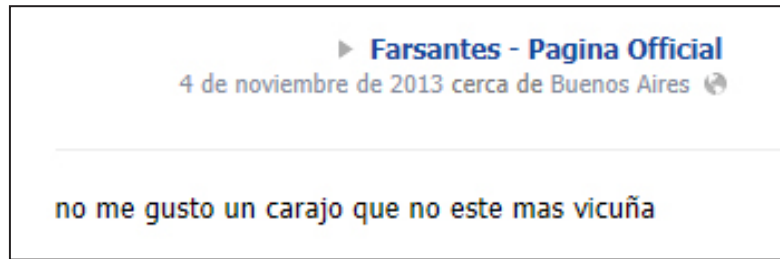 Farsantes - Pagina Official
4 de noviembre de 2013 cerca de Buenos Aires
no me gusto un carajo que no este mas vicuña